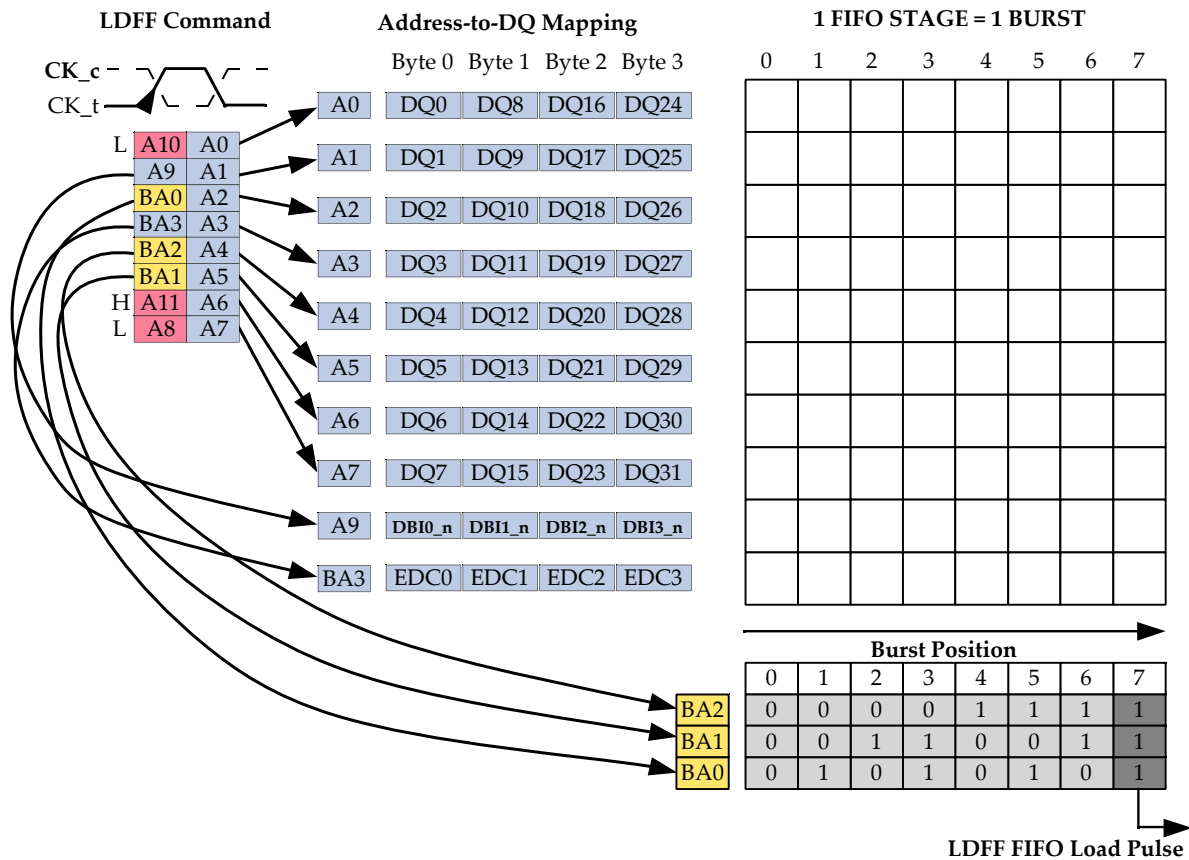 LDFF Command
Address-to-DQ Mapping
1 FIFO STAGE = 1 BURST
Byte 0 Byte 1 Byte 2 Byte 3
0 1 2 3 4 5 6 7
CK_c
CK_t
A0 DQ0 DQ8 DQ16 DQ24
L A10 A0
A9 A1
BA0 A2
BA3 A3
BA2 A4
BA1 A5
H A11 A6
L A8 A7
A1 DQ1 DQ9 DQ17 DQ25
A2 DQ2 DQ10 DQ18 DQ26
A3 DQ3 DQ11 DQ19 DQ27
A4 DQ4 DQ12 DQ20 DQ28
A5 DQ5 DQ13 DQ21 DQ29
A6 DQ6 DQ14 DQ22 DQ30
A7 DQ7 DQ15 DQ23 DQ31
A9 DBI0_n DBI1_n DBI2_n DBI3_n
BA3 EDC0 EDC1 EDC2 EDC3
Burst Position
0 1 2 3 4 5 6 7
BA2 0 0 0 0 1 1 1 1
BA1 0 0 1 1 0 0 1 1
BA0 0 1 0 1 0 1 0 1
LDFF FIFO Load Pulse